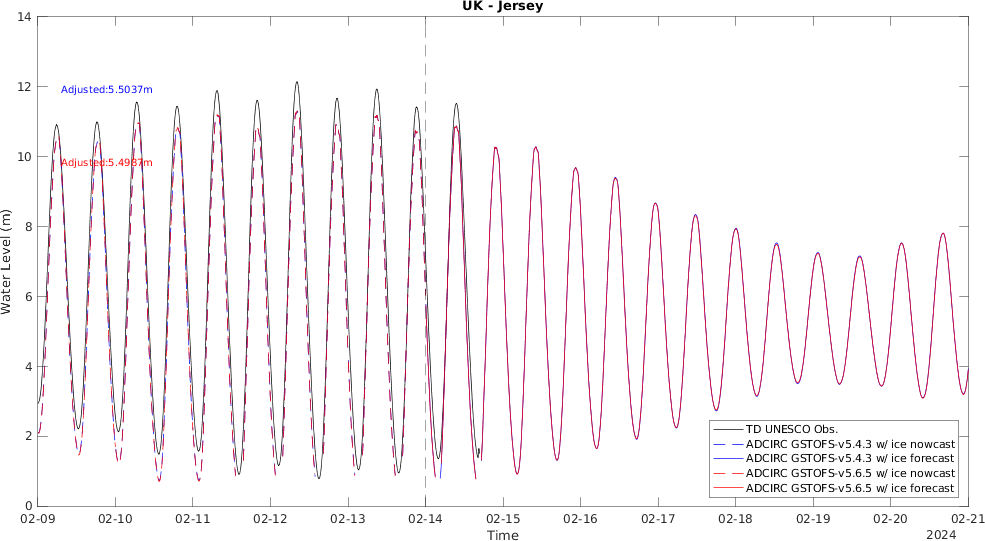 UK - Jersey
14
12
10
8
6
4
2
0
Water Level (m)
Adjusted:5.5037m
Adjusted:5.4987m
TD UNESCO Obs.
ADCIRC GSTOFS-v5.4.3 w/ ice nowcast
ADCIRC GSTOFS-v5.4.3 w/ ice forecast
ADCIRC GSTOFS-v5.6.5 w/ ice nowcast
ADCIRC GSTOFS-v5.6.5 w/ ice forecast
02-09 02-10 02-11 02-12 02-13 02-14 02-15 02-16 02-17 02-18 02-19 02-20 02-21
Time
2024